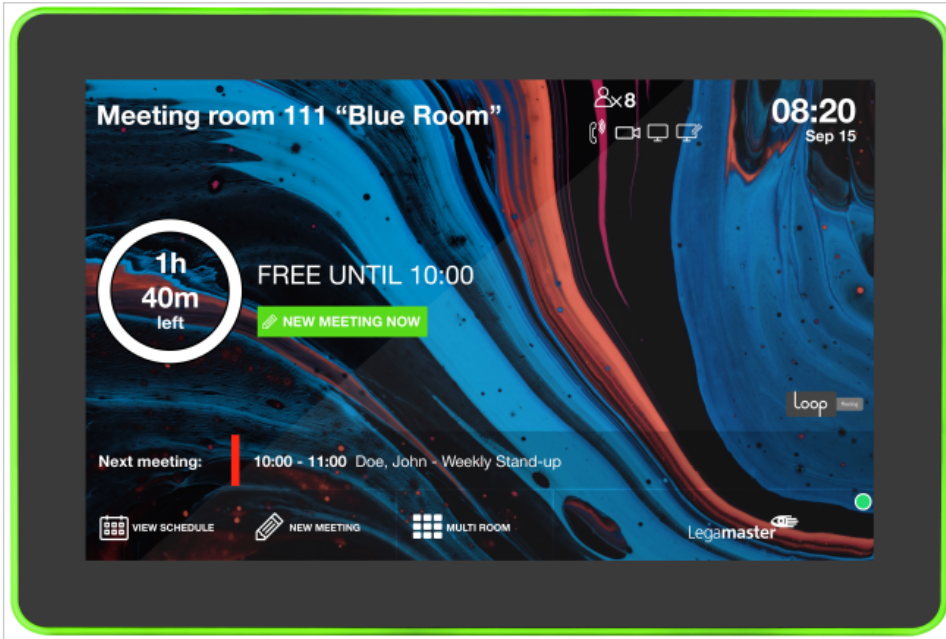 Meeting room 111 “Blue Room”
x8
08:20
Sep 15
1h
40m
left
FREE UNTIL 10:00
NEW MEETING NOW
Loop
Next meeting:
10:00 - 11:00 Doe, John - Weekly Stand-up
VIEW SCHEDULE
NEW MEETING
MULTI ROOM
Legamaster